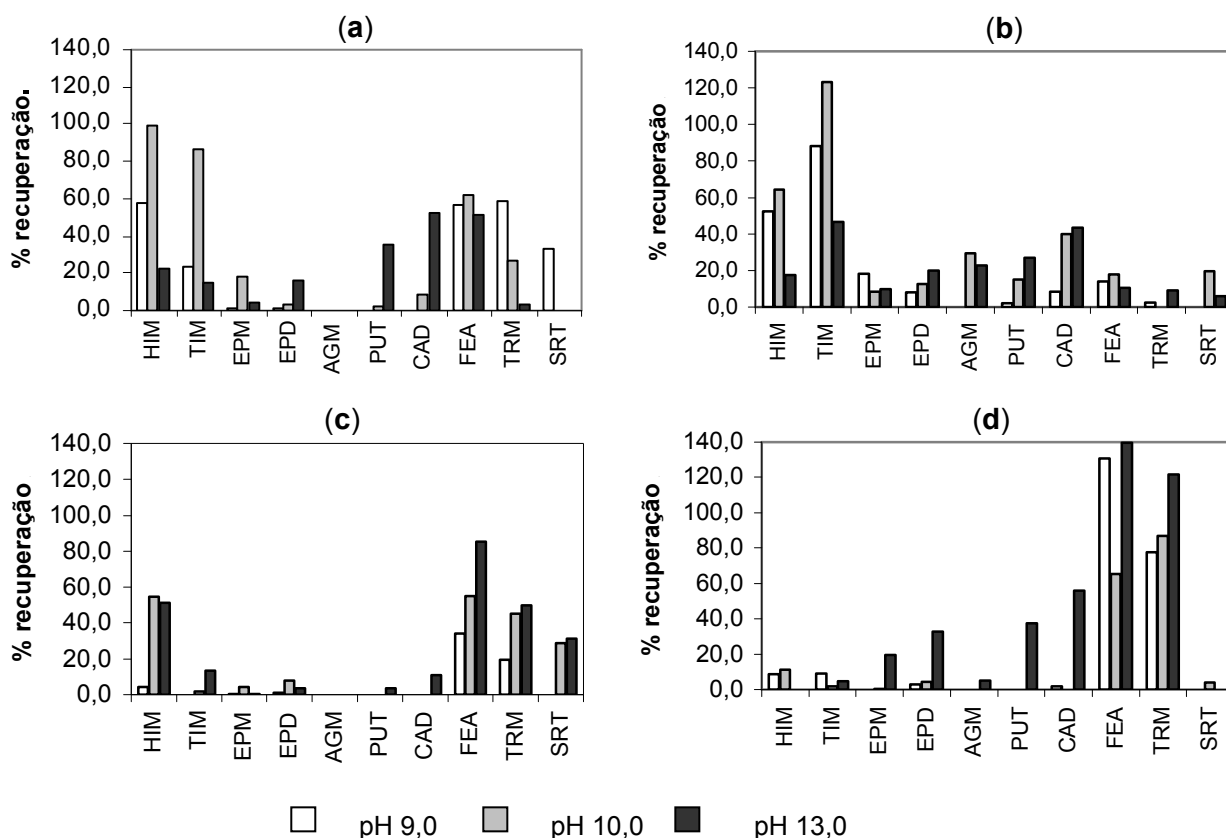 (a)
% recuperação.
140,0
120,0
100,0
80,0
60,0
40,0
20,0
0,0
HIM
TIM
EPM
EPD
AGM
PUT
CAD
FEA
TRM
SRT
(b)
% recuperação
140,0
120,0
100,0
80,0
60,0
40,0
20,0
0,0
HIM
TIM
EPM
EPD
AGM
PUT
CAD
FEA
TRM
SRT
(c)
% recuperação
140,0
120,0
100,0
80,0
60,0
40,0
20,0
0,0
HIM
TIM
EPM
EPD
AGM
PUT
CAD
FEA
TRM
SRT
(d)
% recuperação
140,0
120,0
100,0
80,0
60,0
40,0
20,0
0,0
HIM
TIM
EPM
EPD
AGM
PUT
CAD
FEA
TRM
SRT
pH 9,0 pH 10,0 pH 13,0